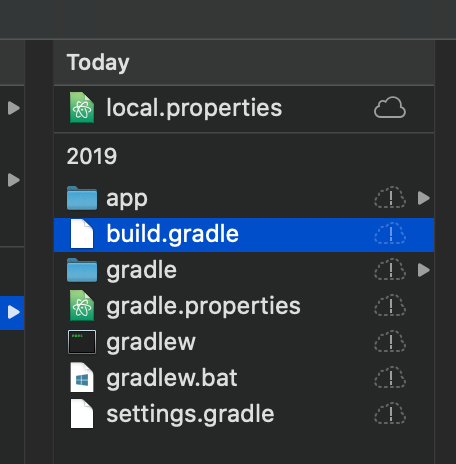 Today
local.properties
2019
app
build.gradle
gradle
gradle.properties
gradlew
gradlew.bat
settings.gradle